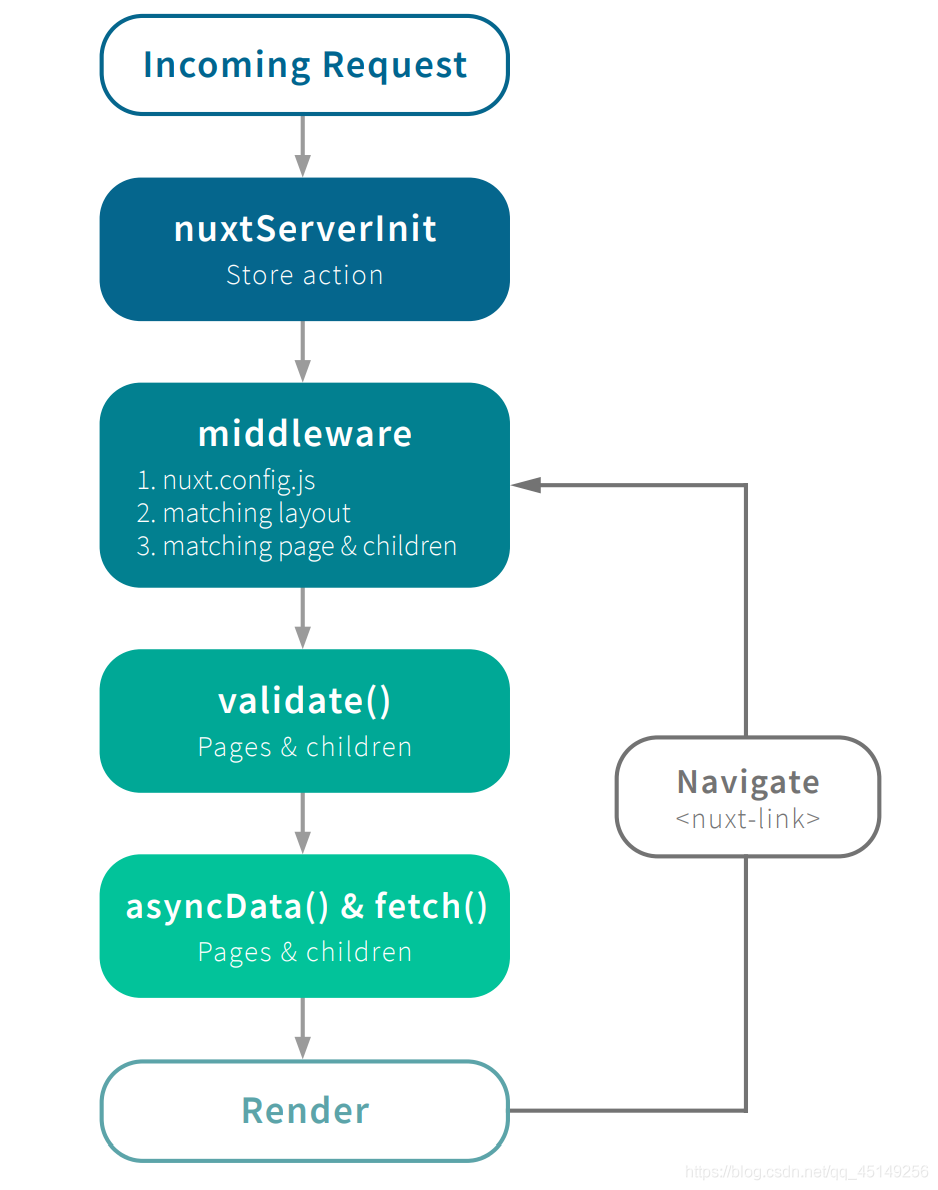 Incoming Request
nuxtServerInit
Store action
middleware
1. nuxt.config.js
2. matching layout
3. matching page & children
validate()
Pages & children
Navigate
<nuxt-link>
asyncData() & fetch()
Pages & children
Render
https://blog.csdn.net/qq_45149256